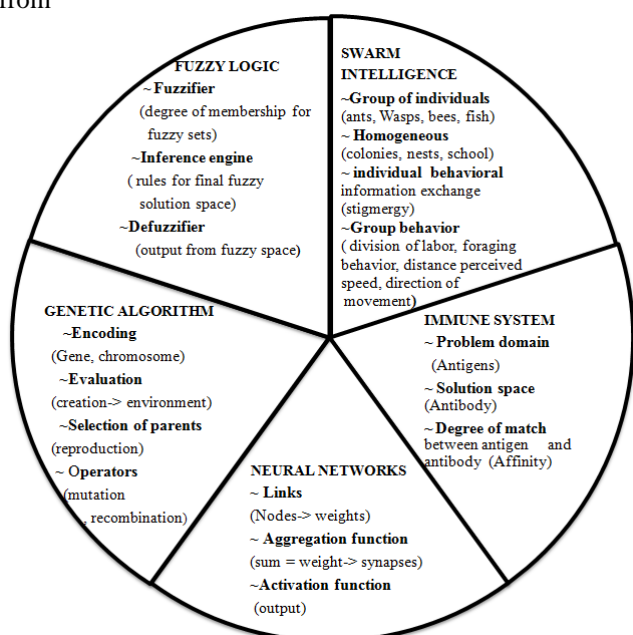 from
FUZZY LOGIC
~ Fuzzifier
(degree of membership for
fuzzy sets)
~Inference engine
( rules for final fuzzy
solution space)
~Defuzzifier
(output from fuzzy space)
SWARM
INTELLIGENCE
~Group of individuals
(ants, Wasps, bees, fish)
~ Homogeneous
(colonies, nests, school)
~ individual behavioral
information exchange
(stigmergy)
~Group behavior
( division of labor, foraging
behavior, distance perceived
speed, direction of
movement)
IMMUNE SYSTEM
~ Problem domain
(Antigens)
~ Solution space
(Antibody)
~ Degree of match
between antigen and
antibody (Affinity)
NEURAL NETWORKS
~ Links
(Nodes-> weights)
~ Aggregation function
(sum = weight-> synapses)
~Activation function
(output)
GENETIC ALGORITHM
~Encoding
(Gene, chromosome)
~Evaluation
(creation-> environment)
~Selection of parents
(reproduction)
~ Operators
(mutation
, recombination)